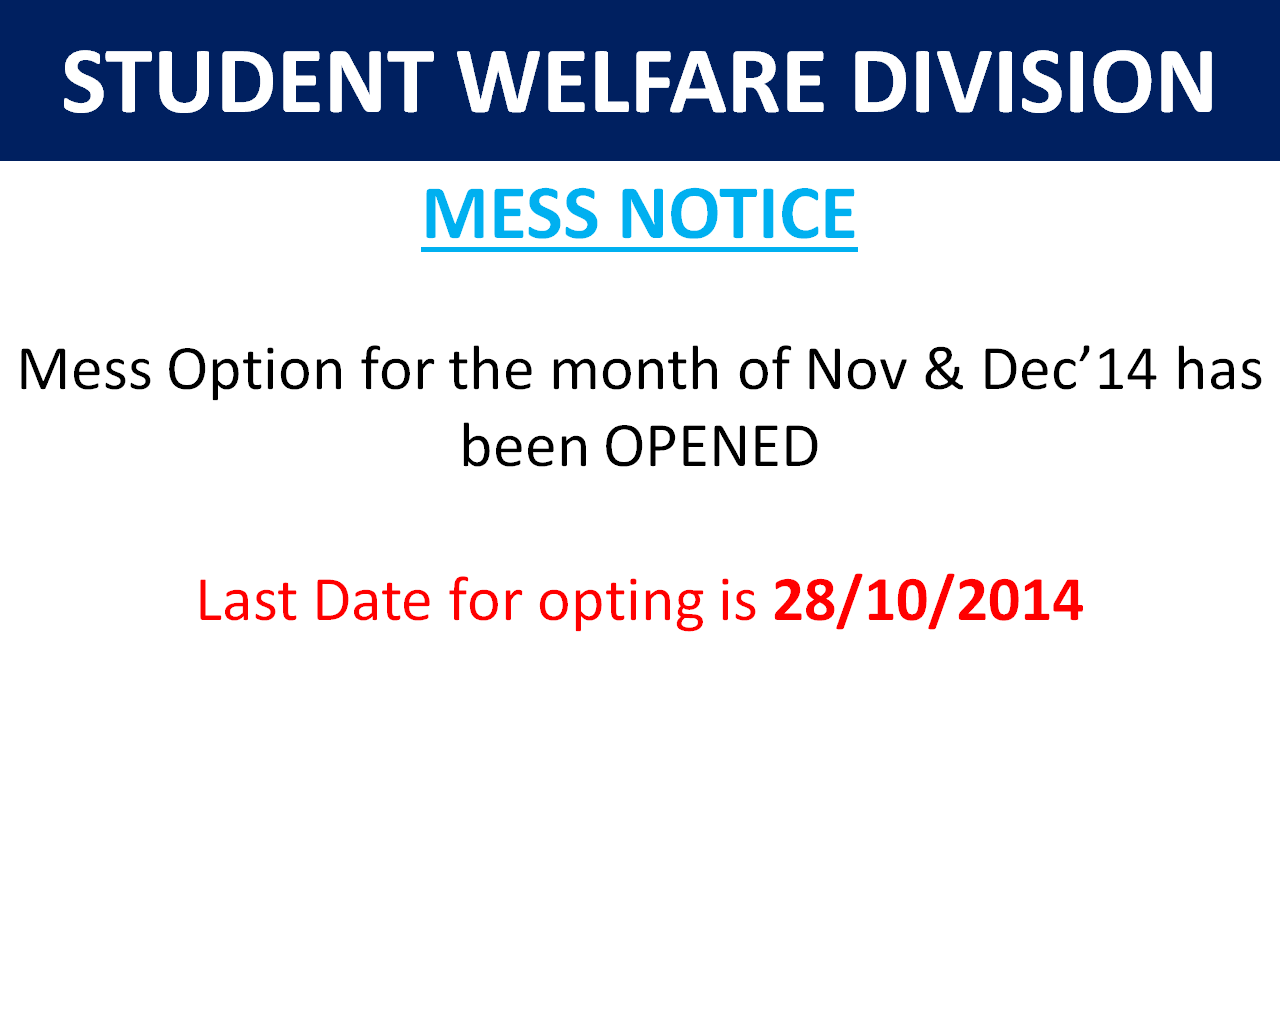 STUDENT WELFARE DIVISION
MESS NOTICE
Mess Option for the month of Nov & Dec’14 has
been OPENED
Last Date for opting is 28/10/2014